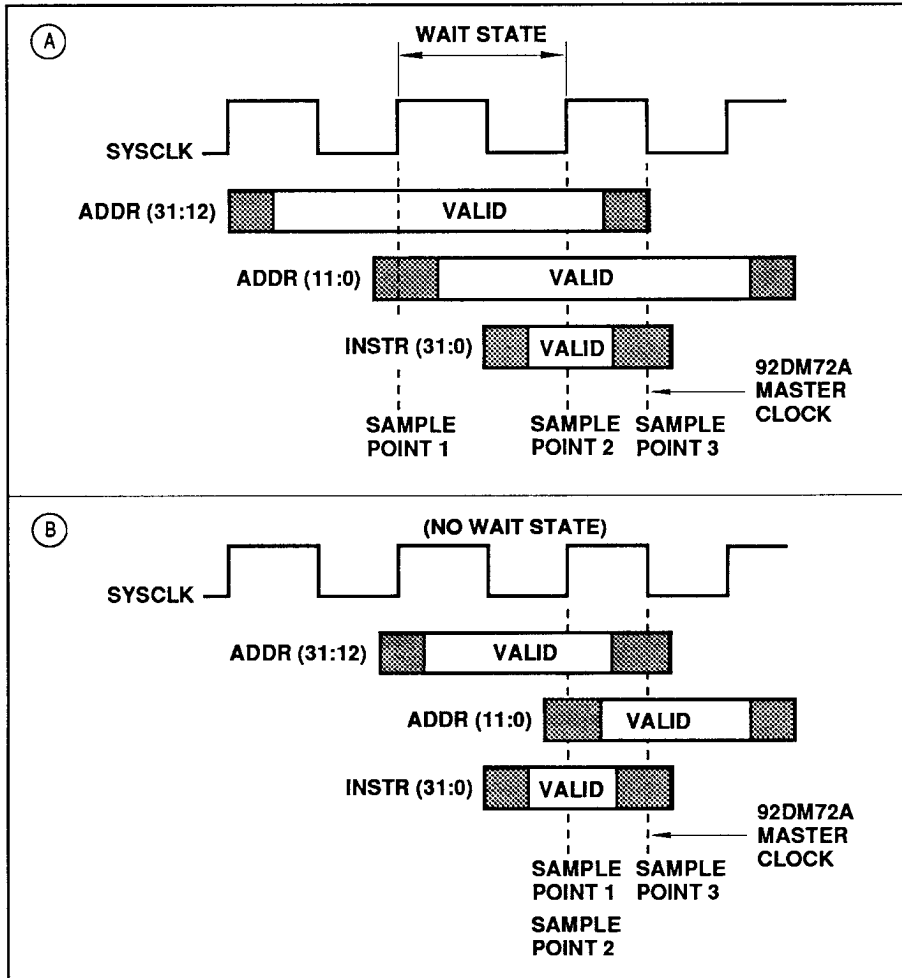 A
WAIT STATE
SYSCLK
ADDR (31:12)
VALID
ADDR (11:0)
VALID
INSTR (31:0)
VALID
92DM72A
MASTER
CLOCK
SAMPLE
POINT 1
SAMPLE
POINT 2
SAMPLE
POINT 3
B
(NO WAIT STATE)
SYSCLK
ADDR (31:12)
VALID
ADDR (11:0)
VALID
INSTR (31:0)
VALID
92DM72A
MASTER
CLOCK
SAMPLE
POINT 1
SAMPLE
POINT 3
SAMPLE
POINT 2